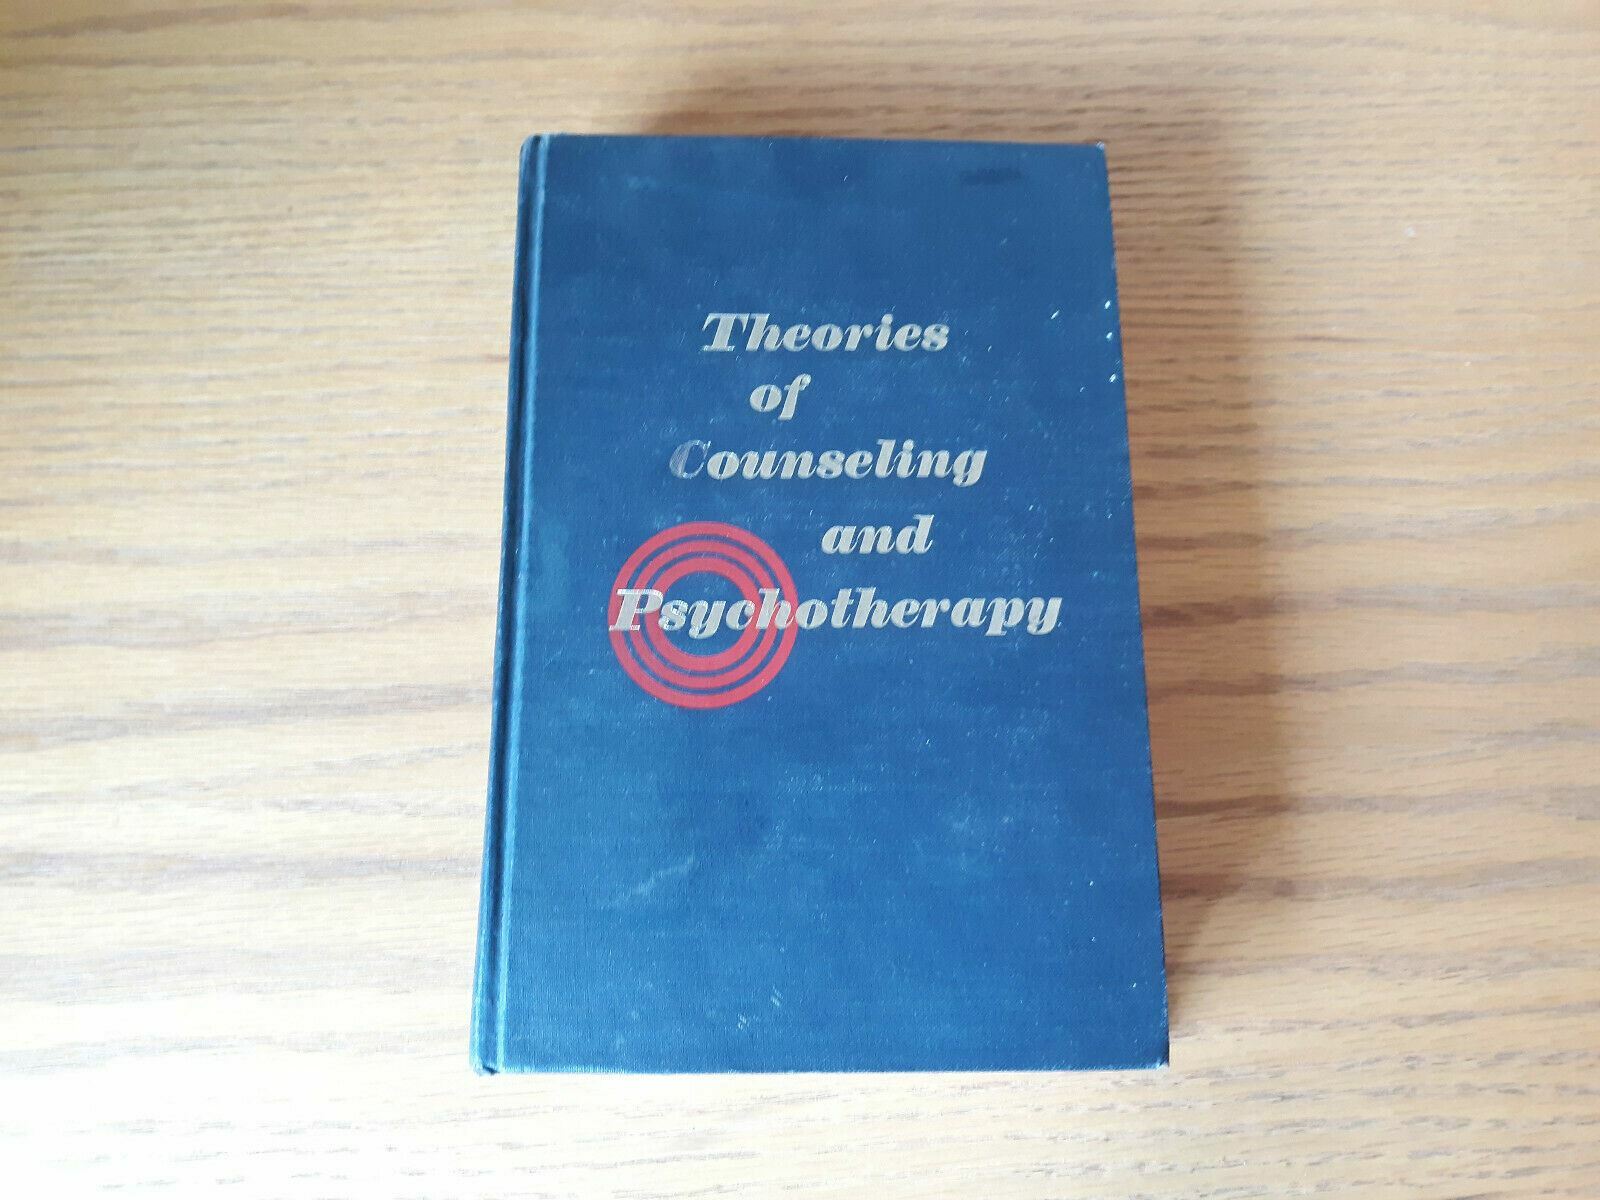 Theories
of
Counseling
and
Psychotherapy